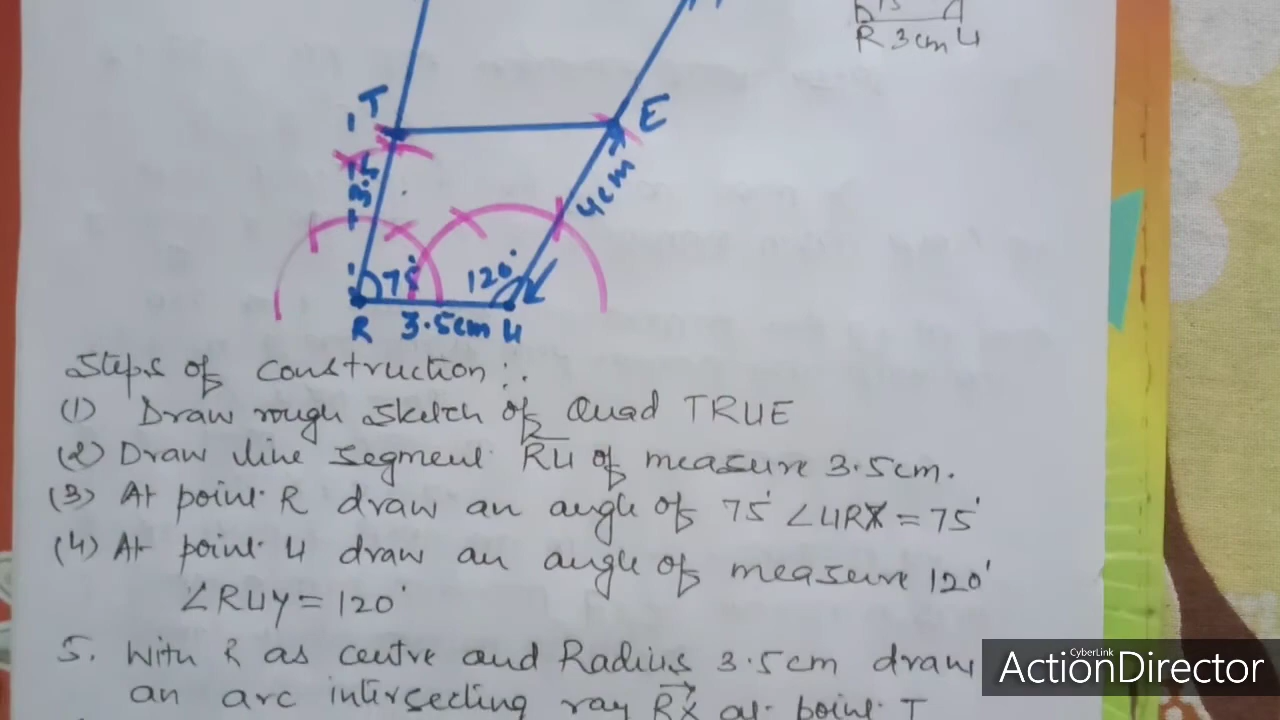 R 3cm U
T
E
3.5
4cm
75°
120°
R 3.5cm U
Steps of construction :.
(1) Draw rough sketch of Quad TRUE
(2) Draw line segment RU of measure 3.5cm.
(3) At point R draw an angle of 75° ∠URX = 75°
(4) At point U draw an angle of measure 120°
∠RUY = 120°
5. With R as centre and Radius 3.5cm draw
an arc intersecting ray RX at point T
CyberLink
ActionDirector